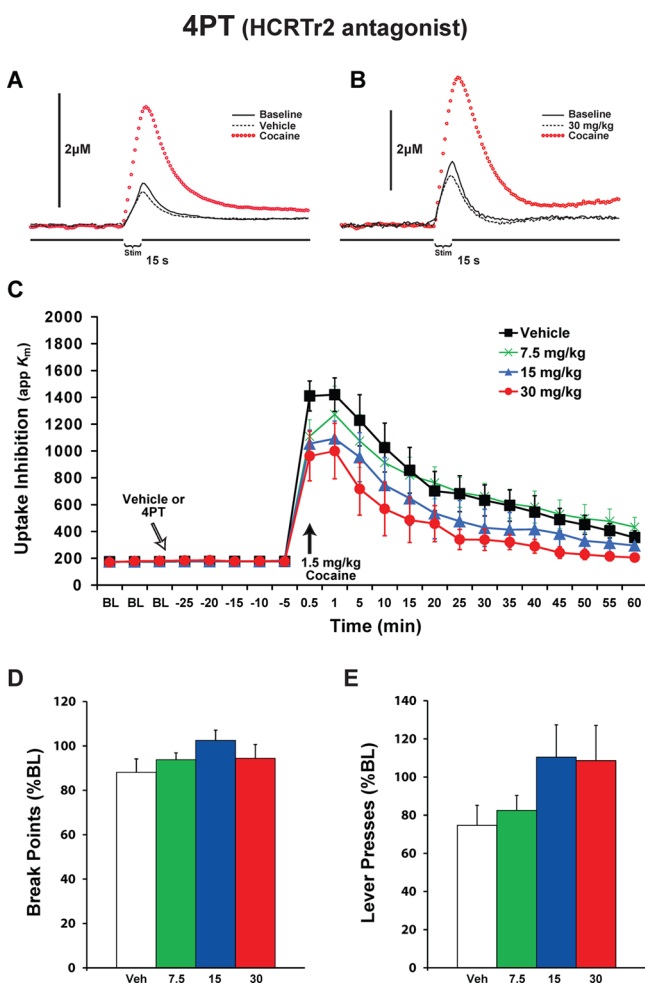 4PT (HCRTr2 antagonist)
A
2μM
Baseline
Vehicle
Cocaine
Stim
15 s
B
2μM
Baseline
30 mg/kg
Cocaine
Stim
15 s
C
Uptake Inhibition (app Km)
2000
1800
1600
1400
1200
1000
800
600
400
200
0
Vehicle
7.5 mg/kg
15 mg/kg
30 mg/kg
Vehicle or
4PT
1.5 mg/kg
Cocaine
BL BL BL -25 -20 -15 -10 -5 0.5 1 5 10 15 20 25 30 35 40 45 50 55 60
Time (min)
D
Break Points (%BL)
120
100
80
60
40
20
0
Veh 7.5 15 30
E
Lever Presses (%BL)
140
120
100
80
60
40
20
0
Veh 7.5 15 30